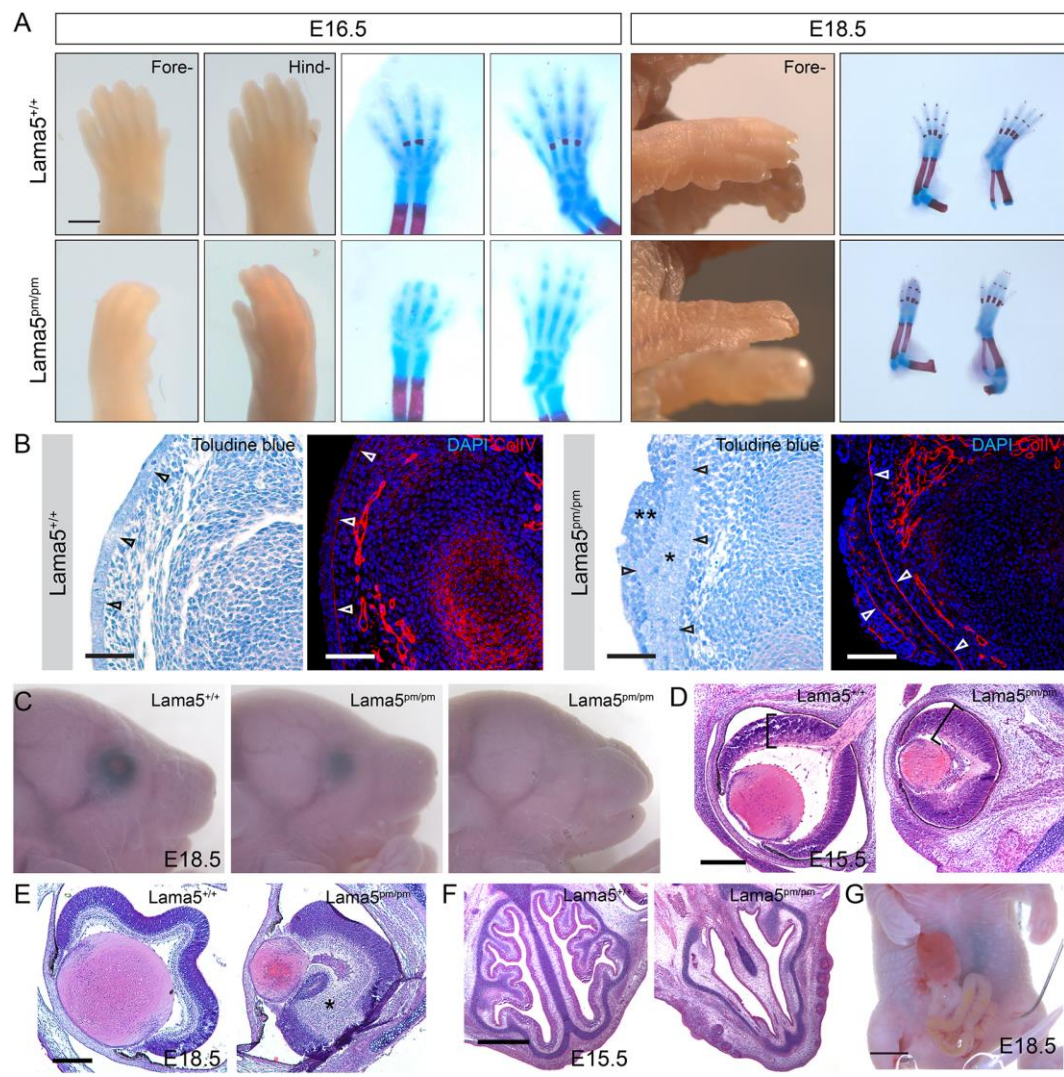 A
E16.5
E18.5
Fore-
Hind-
Fore-
Lama5+/+
Lama5pm/pm
B
Lama5+/+
Toludine blue
DAPI CollIV
Lama5pm/pm
Toludine blue
DAPI CollIV
**
*
C
Lama5+/+
E18.5
Lama5pm/pm
Lama5pm/pm
D
Lama5+/+
E15.5
Lama5pm/pm
E
Lama5+/+
E18.5
Lama5pm/pm
*
F
Lama5+/+
E15.5
Lama5pm/pm
G
E18.5